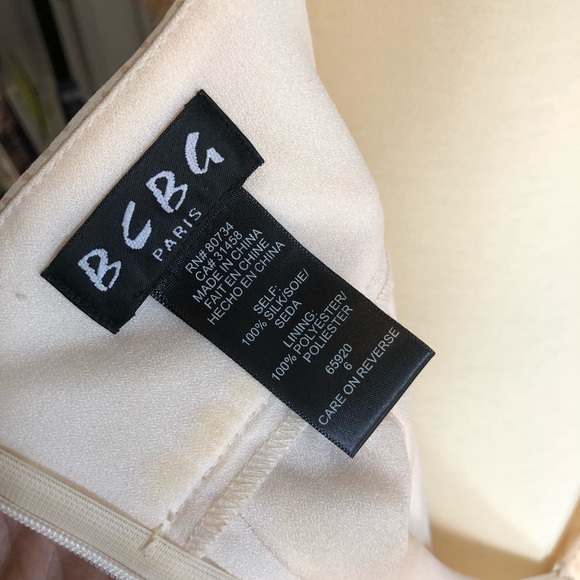 BCBG
PARIS
RN# 80734
CA# 31458
MADE IN CHINA
FAIT EN CHINE
HECHO EN CHINA
SELF:
100% SILK/SOIE/
SEDA
LINING:
100% POLYESTER/
POLIESTER
65920
6
CARE ON REVERSE